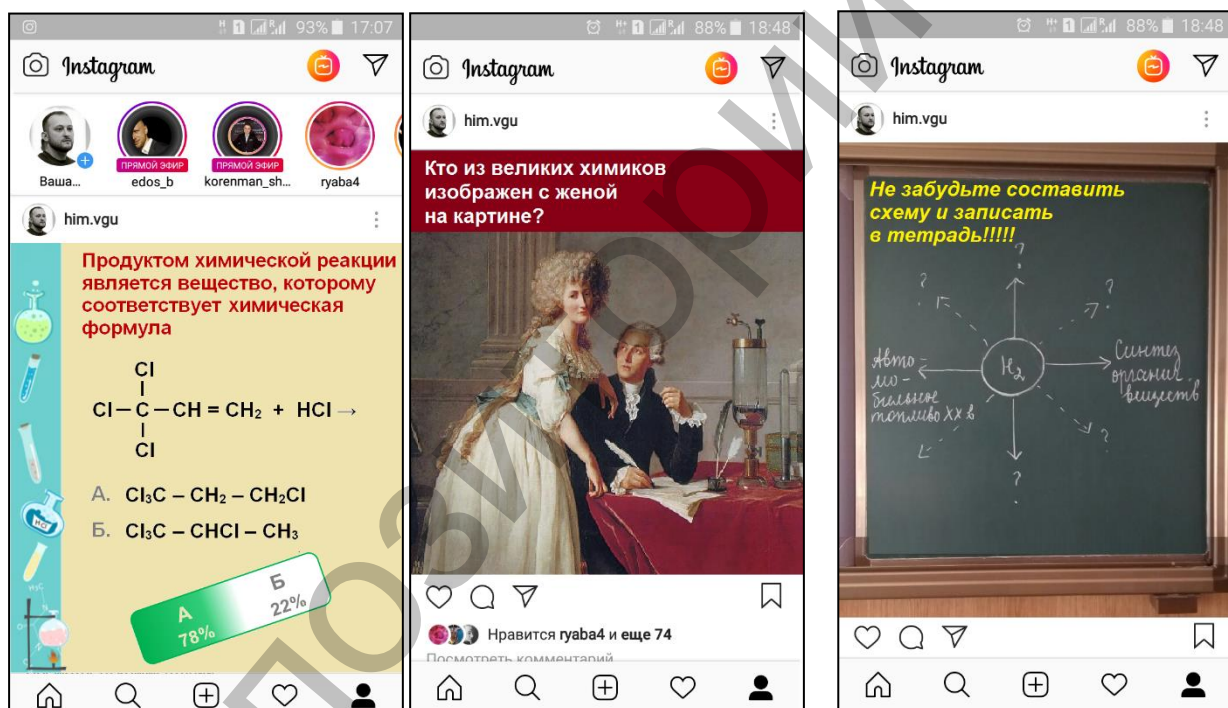 93% 17:07
Instagram
Ваша...
ПРЯМОЙ ЭФИР
edos_b
ПРЯМОЙ ЭФИР
korenman_sh...
ryaba4
him.vgu
Продуктом химической реакции
является вещество, которому
соответствует химическая
формула
Cl
Cl – C – CH = CH₂ + HCl →
Cl
А. Cl₃C – CH₂ – CH₂Cl
Б. Cl₃C – CHCl – CH₃
А
78%
Б
22%
88% 18:48
Instagram
him.vgu
Кто из великих химиков
изображен с женой
на картине?
Нравится ryaba4 и еще 74
Посмотреть комментарий
88% 18:48
Instagram
him.vgu
Не забудьте составить
схему и записать
в тетрадь!!!!!
?
?
?
Авто-
мо-
бильное
топливо XX в
H₂
Синтез
органич.
веществ
?
?
ПОЗИТОРИЙ